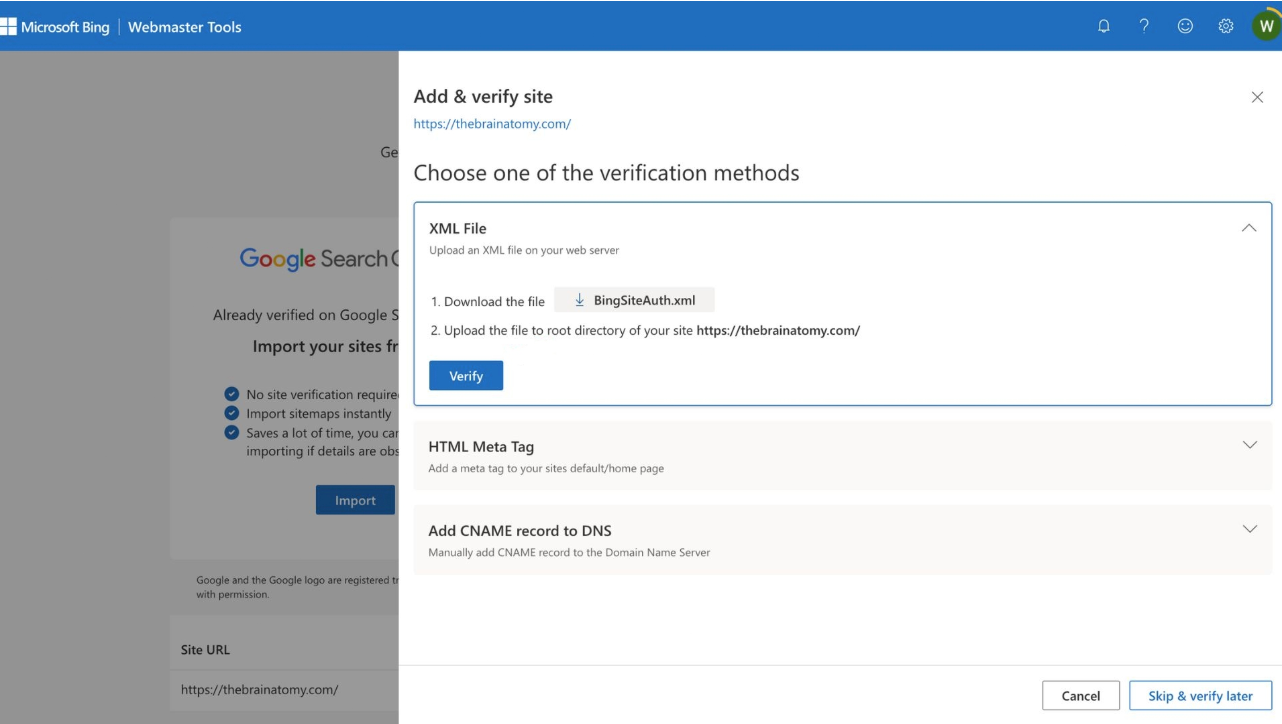 Microsoft Bing | Webmaster Tools
W
Add & verify site
https://thebrainatomy.com/
Ge
Choose one of the verification methods
Google Search C
Already verified on Google S
Import your sites fr
No site verification require
Import sitemaps instantly
Saves a lot of time, you can
importing if details are obs
Import
Google and the Google logo are registered tr
with permission.
Site URL
https://thebrainatomy.com/
XML File
Upload an XML file on your web server
1. Download the file BingSiteAuth.xml
2. Upload the file to root directory of your site https://thebrainatomy.com/
Verify
HTML Meta Tag
Add a meta tag to your sites default/home page
Add CNAME record to DNS
Manually add CNAME record to the Domain Name Server
Cancel
Skip & verify later